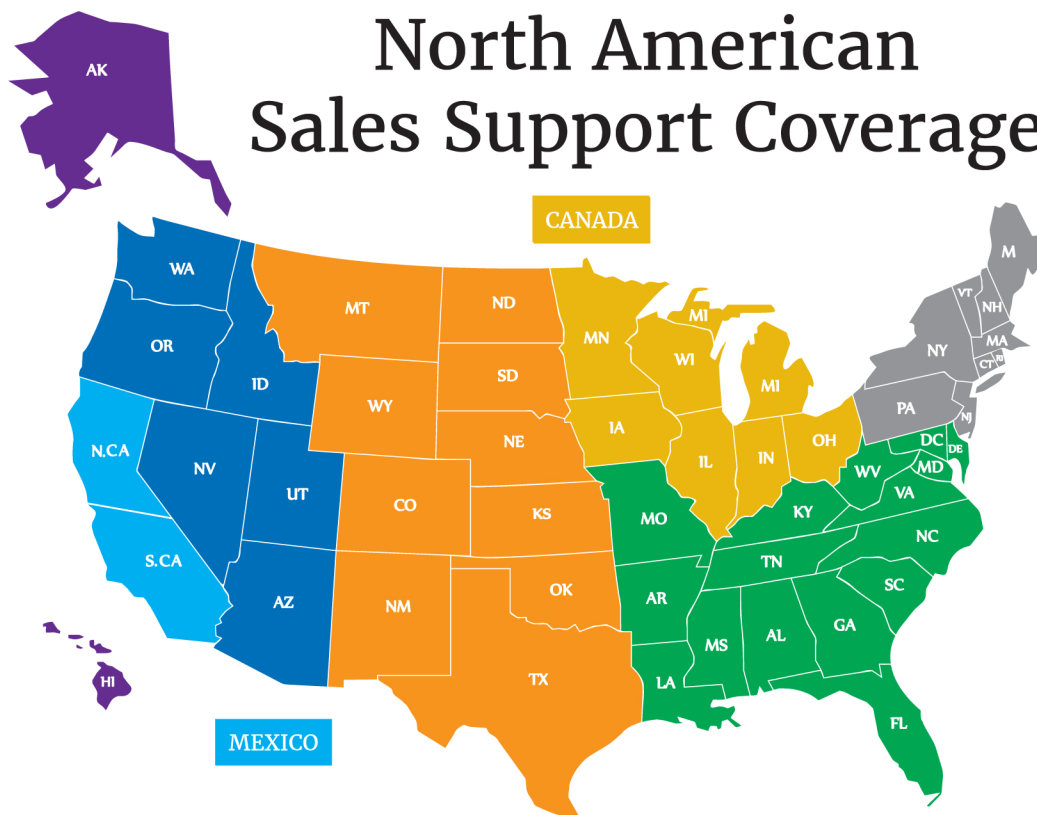 North American
Sales Support Coverage
AK
CANADA
WA
MT
ND
MN
MI
M
VT
NH
OR
ID
SD
WI
NY
MA
CT
RI
WY
MI
PA
NJ
N.CA
NV
NE
IA
OH
DC
DE
UT
CO
KS
IL
IN
WV
MD
VA
S.CA
MO
KY
NC
AZ
NM
OK
AR
TN
SC
HI
TX
MS
AL
GA
LA
FL
MEXICO